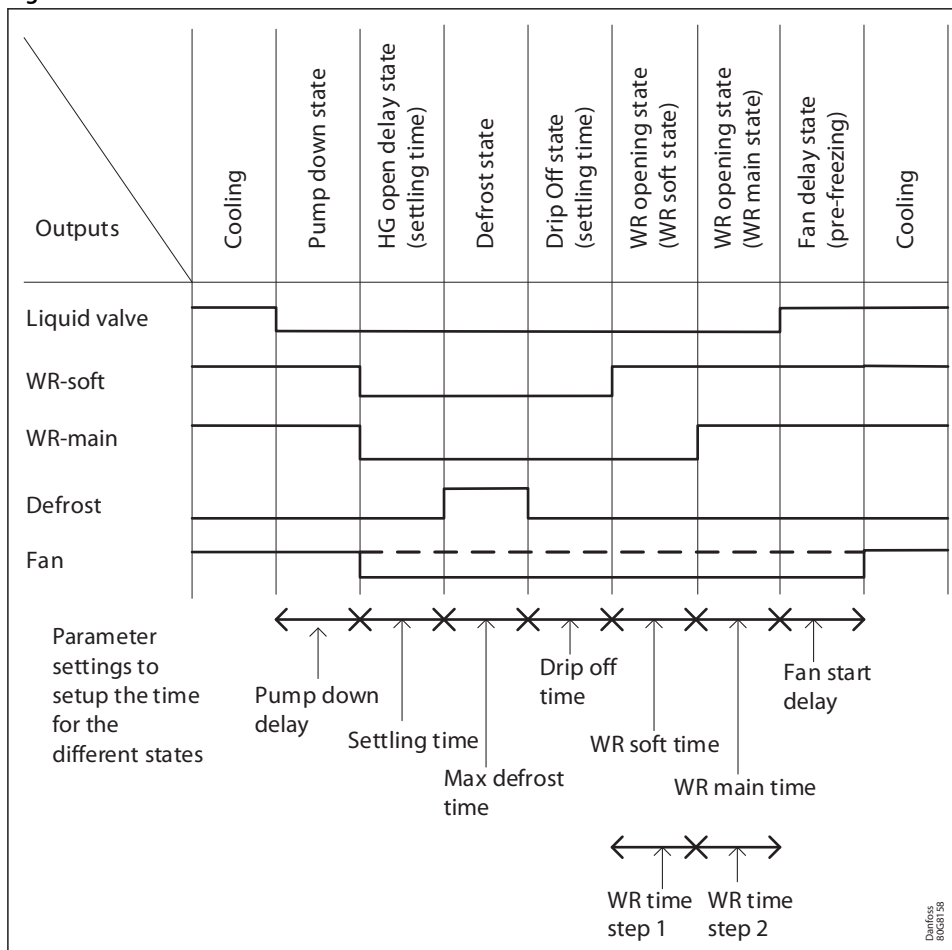 Outputs
Cooling
Pump down state
HG open delay state
(settling time)
Defrost state
Drip Off state
(settling time)
WR opening state
(WR soft state)
WR opening state
(WR main state)
Fan delay state
(pre-freezing)
Cooling
Liquid valve
WR-soft
WR-main
Defrost
Fan
Parameter
settings to
setup the time
for the
different states
Pump down
delay
Settling time
Max defrost
time
Drip off
time
WR soft time
WR main time
Fan start
delay
WR time
step 1
WR time
step 2
Danfoss
80G8158